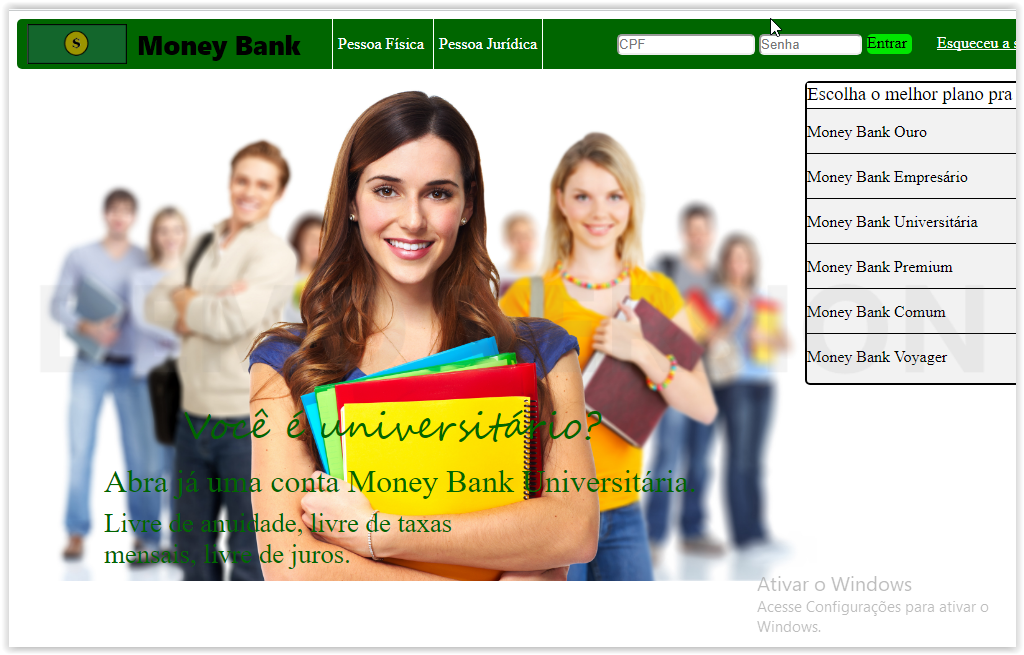 $
Money Bank
Pessoa Física
Pessoa Jurídica
CPF
Senha
Entrar
Esqueceu a s
Escolha o melhor plano pra
Money Bank Ouro
Money Bank Empresário
Money Bank Universitária
Money Bank Premium
Money Bank Comum
Money Bank Voyager
Você é universitário?
Abra já uma conta Money Bank Universitária.
Livre de anuidade, livre de taxas
mensais, livre de juros.
Ativar o Windows
Acesse Configurações para ativar o
Windows.